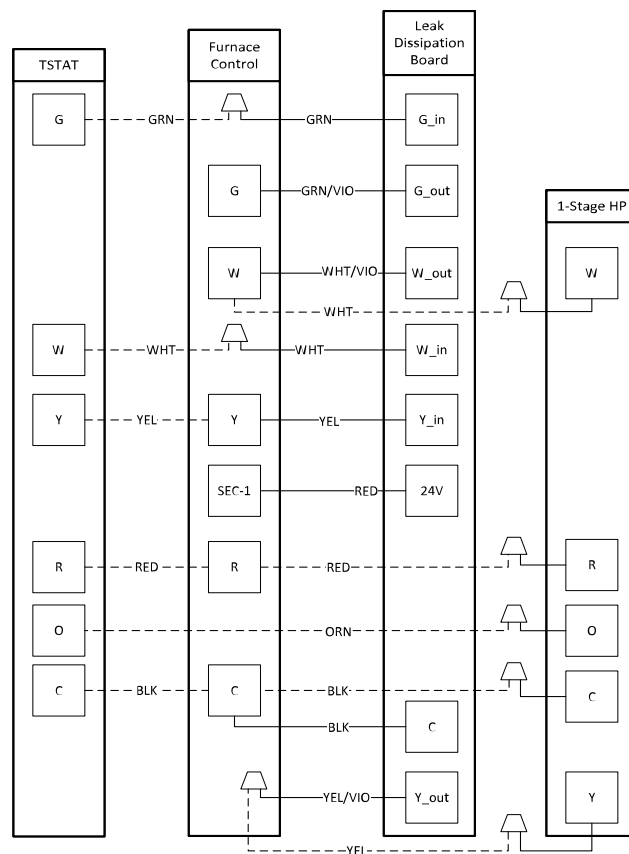 TSTAT
Furnace
Control
Leak
Dissipation
Board
1-Stage HP
G
GRN
GRN
G_in
G
GRN/VIO
G_out
W
WHT/VIO
W_out
W
WHT
W
WHT
WHT
W_in
Y
YEL
Y
YEL
Y_in
SEC-1
RED
24V
R
RED
R
RED
R
O
ORN
O
C
BLK
C
BLK
C
BLK
C
YEL/VIO
Y_out
Y
YEL